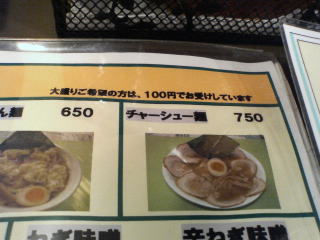 大盛りご希望の方は、100円でお受けしています
ん麺 650
チャーシュー麺 750
ねぎ味噌
辛ねぎ味噌